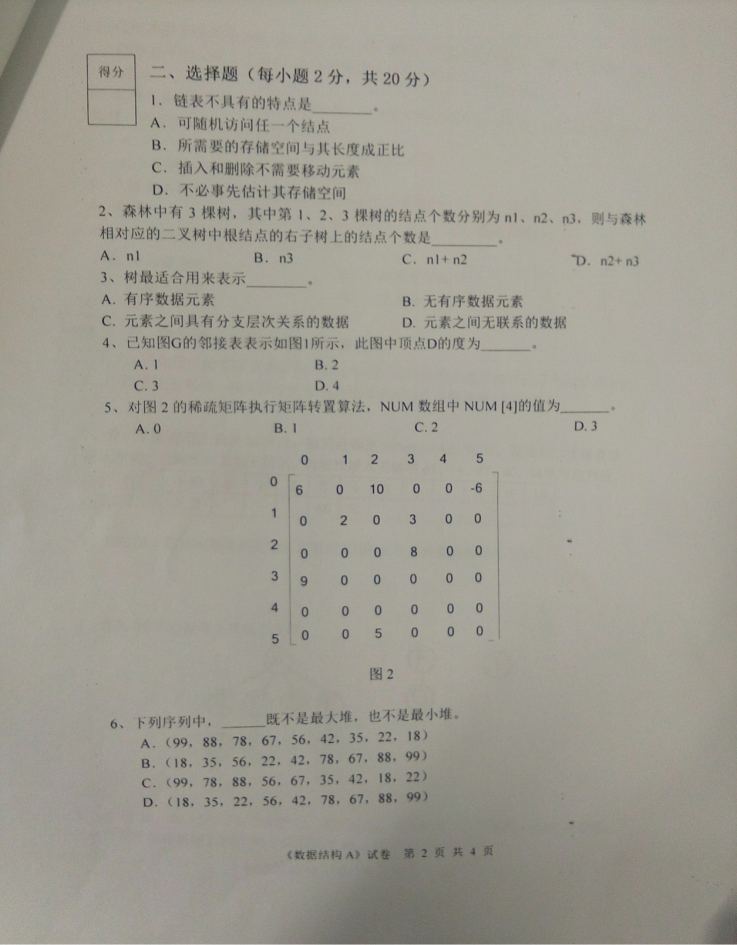 得分
二、选择题（每小题 2 分，共 20 分）
1．链表不具有的特点是________。
A．可随机访问任一个结点
B．所需要的存储空间与其长度成正比
C．插入和删除不需要移动元素
D．不必事先估计其存储空间
2、森林中有 3 棵树，其中第 1、2、3 棵树的结点个数分别为 n1、n2、n3，则与森林
相对应的二叉树中根结点的右子树上的结点个数是________。
A．n1 B．n3 C．n1+ n2 D．n2+ n3
3、树最适合用来表示________。
A. 有序数据元素 B. 无有序数据元素
C. 元素之间具有分支层次关系的数据 D. 元素之间无联系的数据
4、已知图G的邻接表表示如图1所示，此图中顶点D的度为______。
A. 1 B. 2
C. 3 D. 4
5、对图 2 的稀疏矩阵执行矩阵转置算法，NUM 数组中 NUM [4]的值为______。
A. 0 B. 1 C. 2 D. 3
0 1 2 3 4 5
0 6 0 10 0 0 -6
1 0 2 0 3 0 0
2 0 0 0 8 0 0
3 9 0 0 0 0 0
4 0 0 0 0 0 0
5 0 0 5 0 0 0
图 2
6、下列序列中，______既不是最大堆，也不是最小堆。
A．（99，88，78，67，56，42，35，22，18）
B．（18，35，56，22，42，78，67，88，99）
C．（99，78，88，56，67，35，42，18，22）
D．（18，35，22，56，42，78，67，88，99）
《数据结构 A》试卷 第 2 页 共 4 页